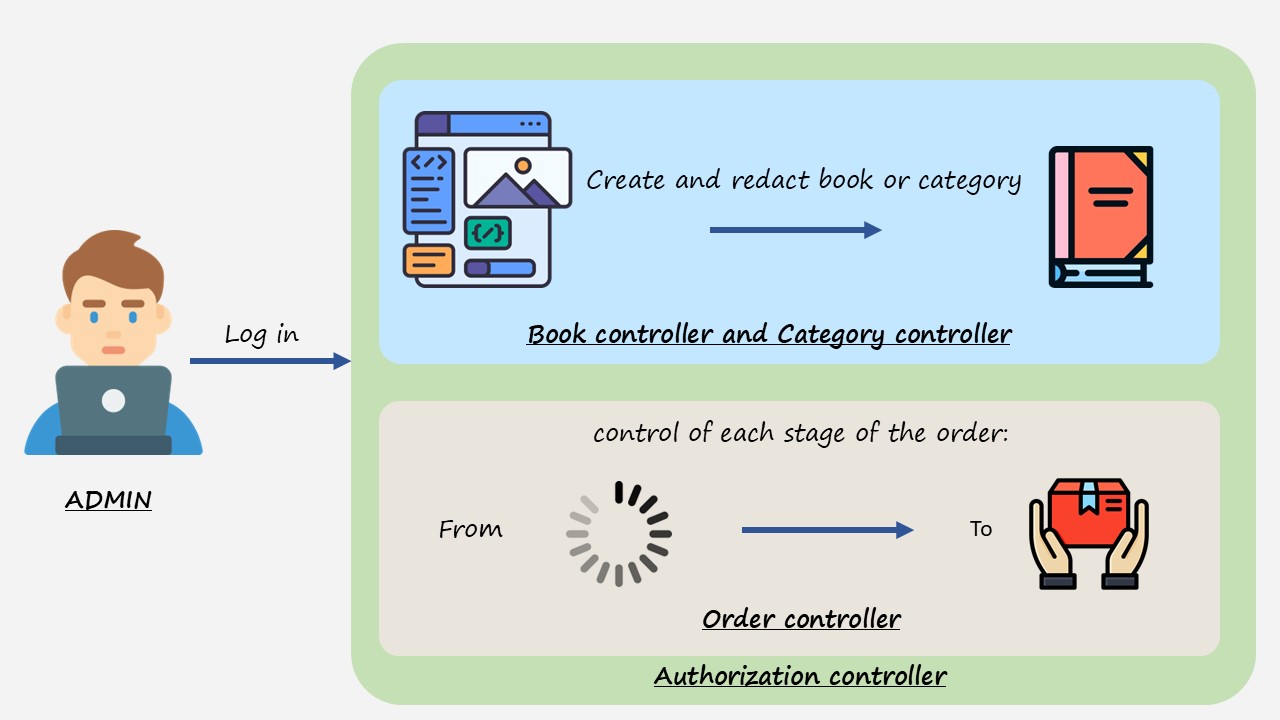 Create and redact book or category
Book controller and Category controller
Log in
ADMIN
control of each stage of the order:
From
To
Order controller
Authorization controller